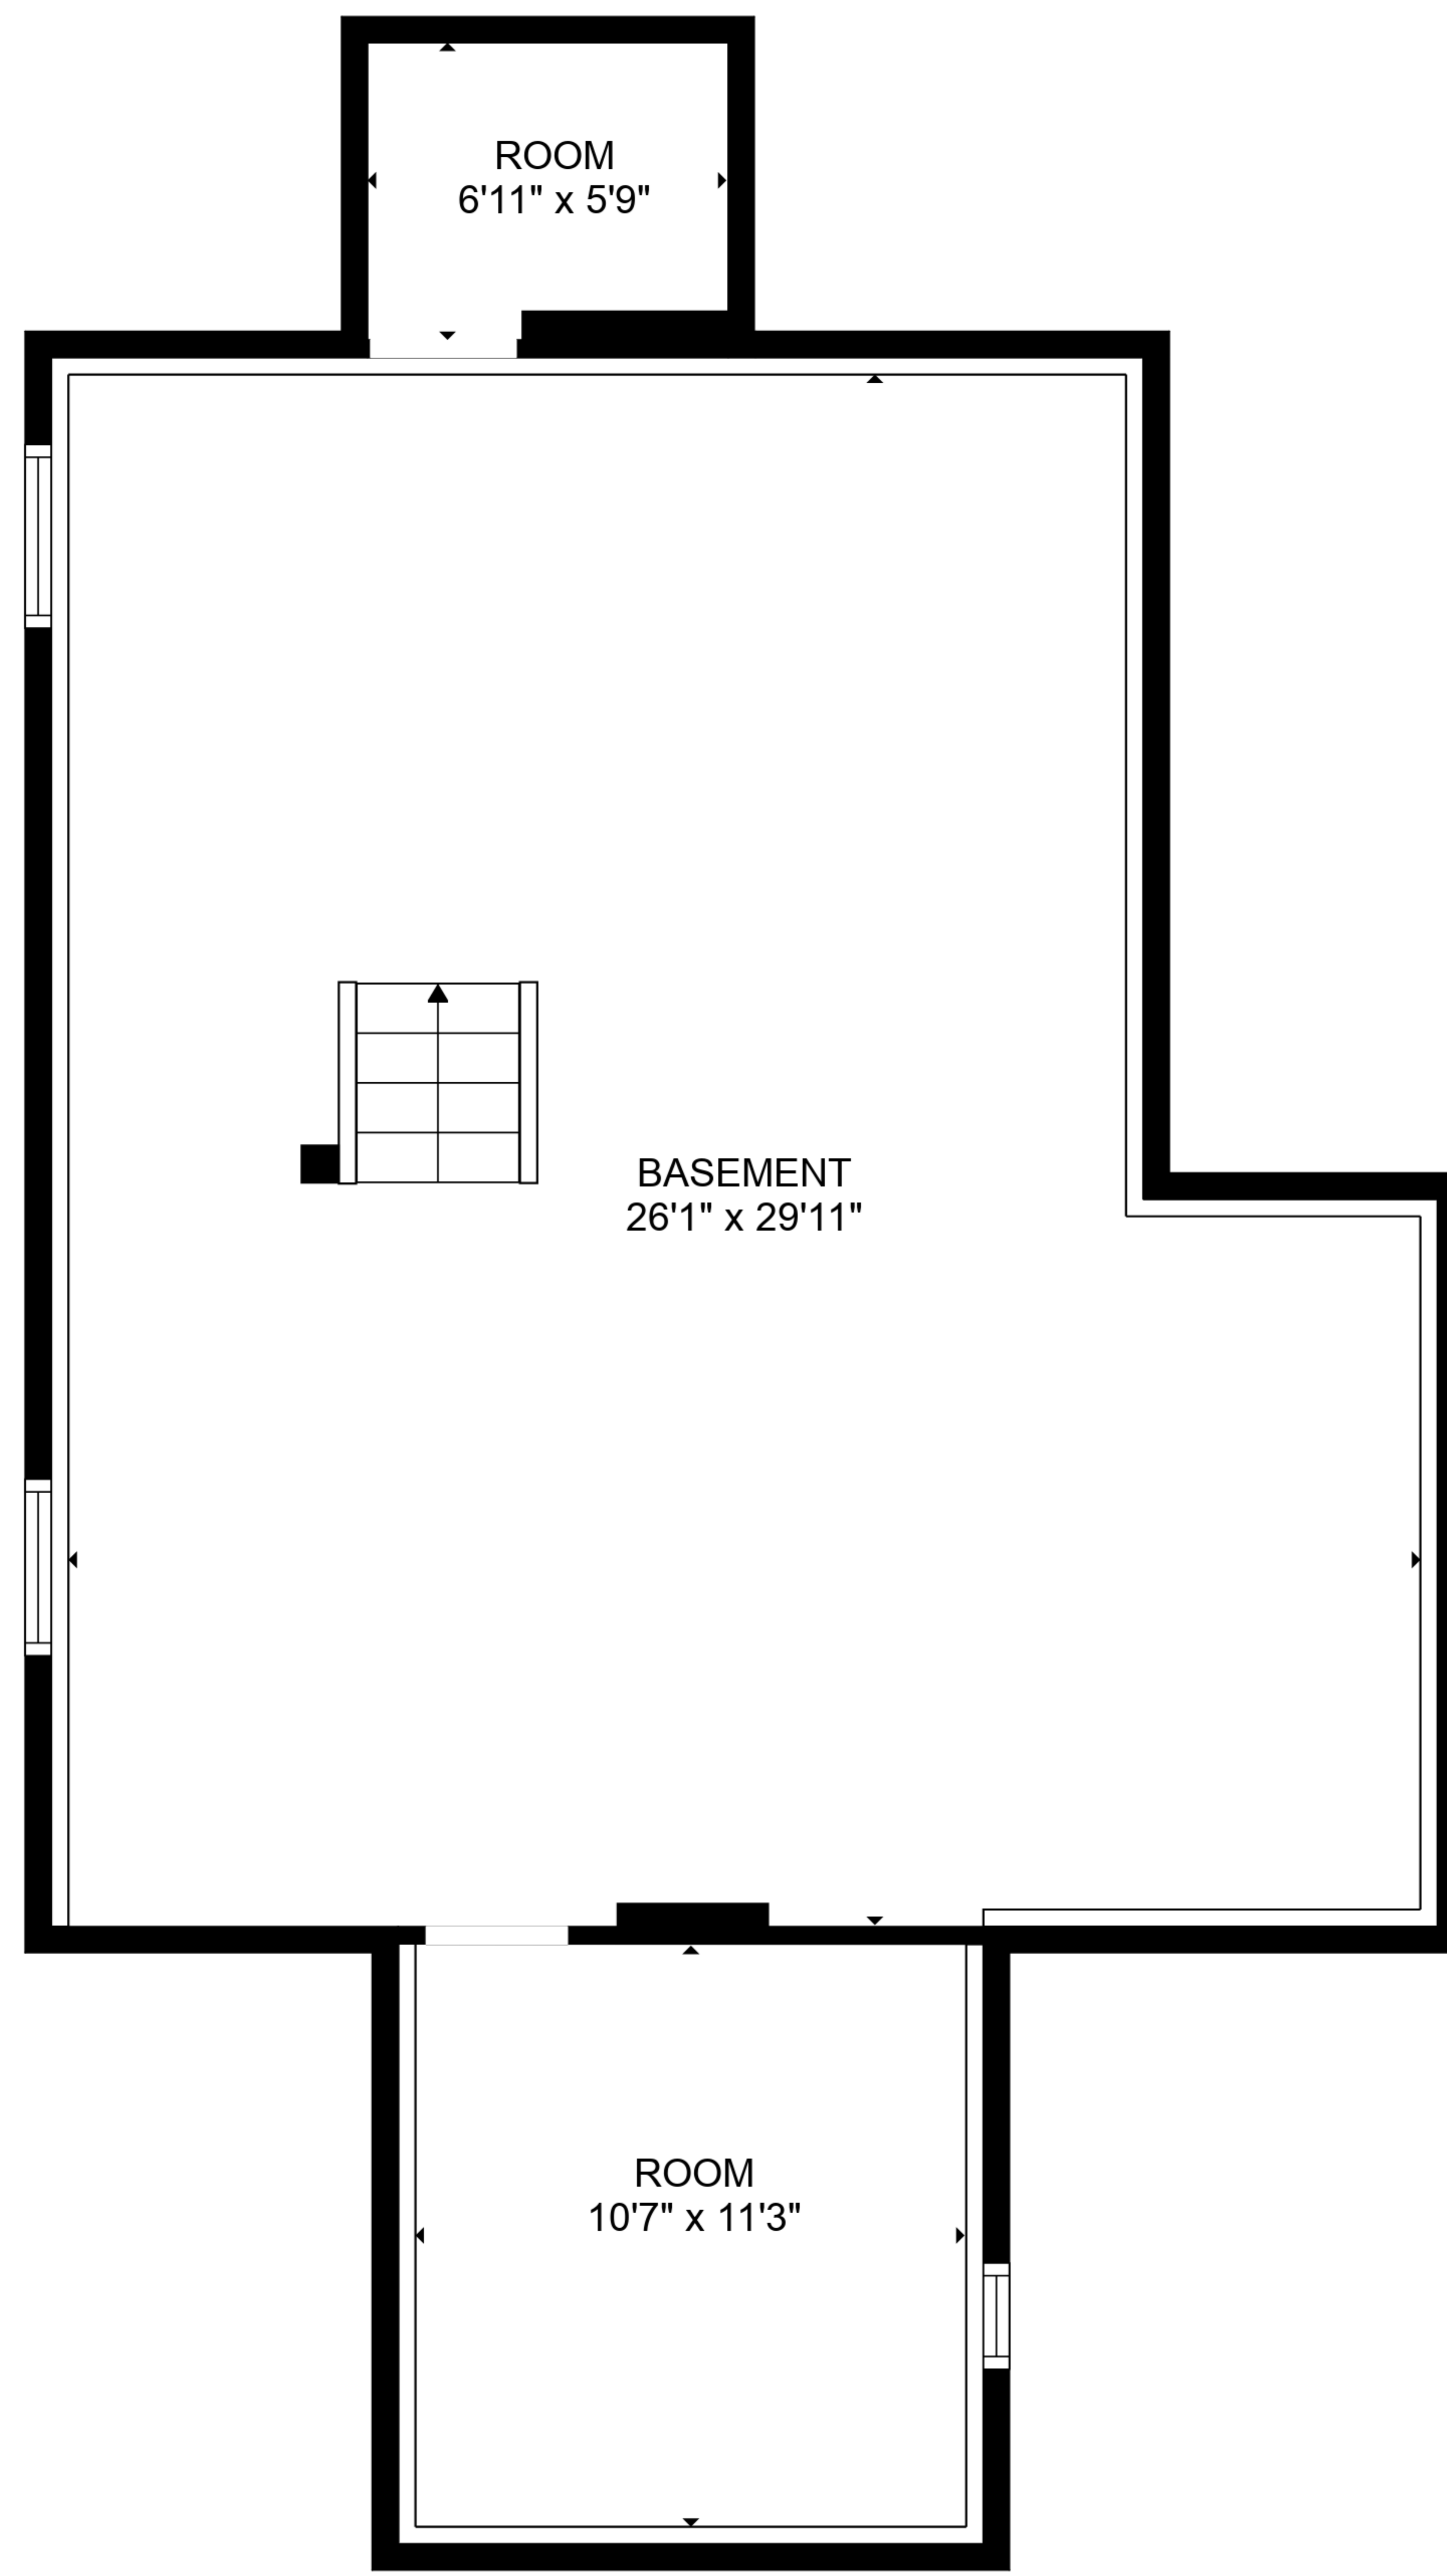 ROOM
6'11" x 5'9"
BASEMENT
26'1" x 29'11"
ROOM
10'7" x 11'3"